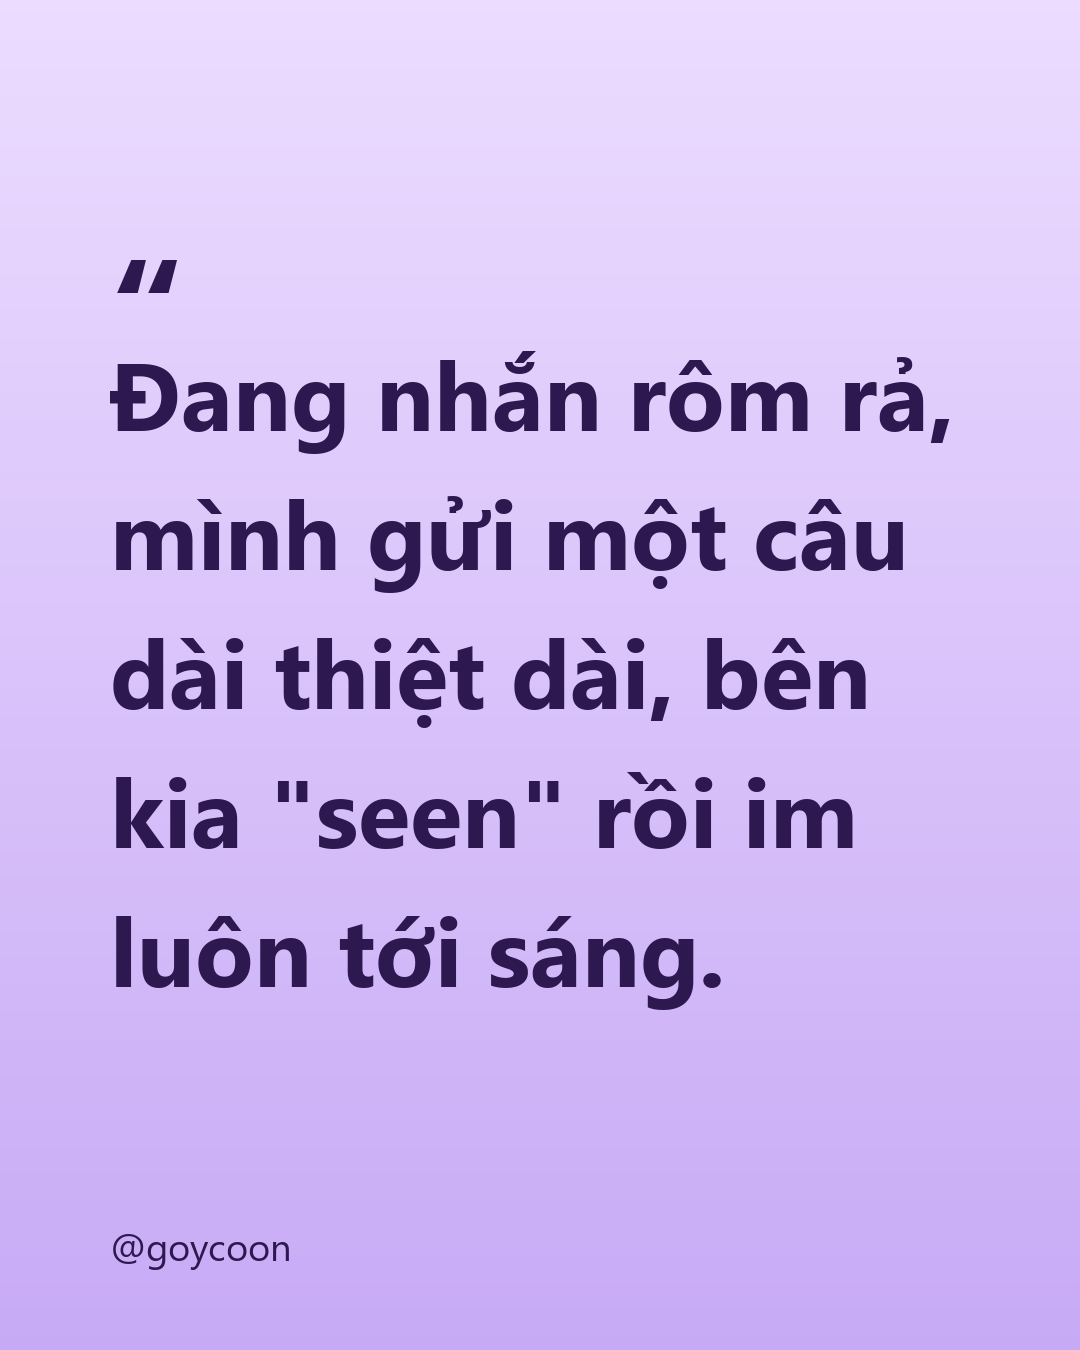 “
Đang nhắn rôm rả,
mình gửi một câu
dài thiệt dài, bên
kia "seen" rồi im
luôn tới sáng.
@goycoon